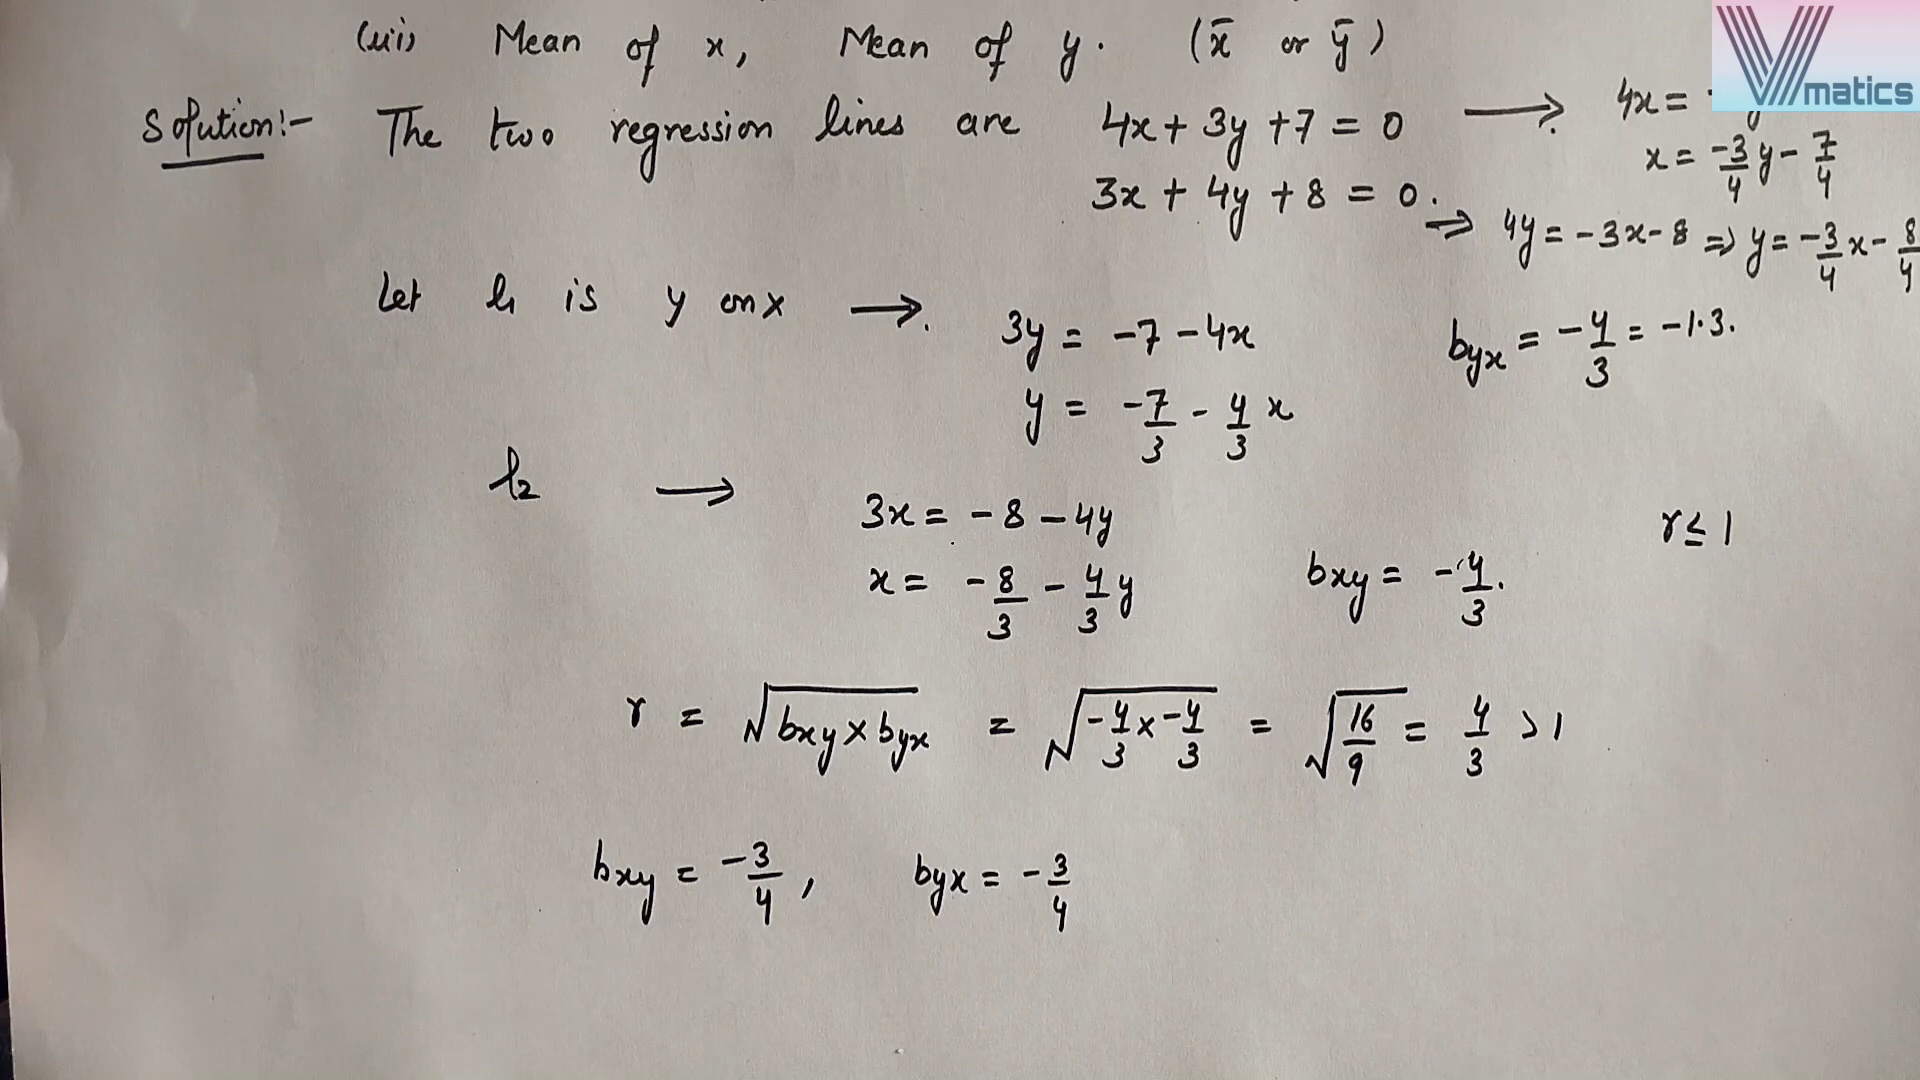 (iii) Mean of x, Mean of y. (x̄ or ȳ)
Vmatics
Solution:- The two regression lines are 4x + 3y + 7 = 0 → 4x =
x = -3/4 y - 7/4
3x + 4y + 8 = 0.
⇒ 4y = -3x - 8 ⇒ y = -3/4 x - 8/4
Let l₁ is y on x → 3y = -7 - 4x
byx = -4/3 = -1.3.
y = -7/3 - 4/3 x
l₂ → 3x = -8 - 4y
r ≤ 1
x = -8/3 - 4/3 y bxy = -4/3.
r = √(bxy × byx) = √(-4/3 × -4/3) = √(16/9) = 4/3 > 1
bxy = -3/4, byx = -3/4